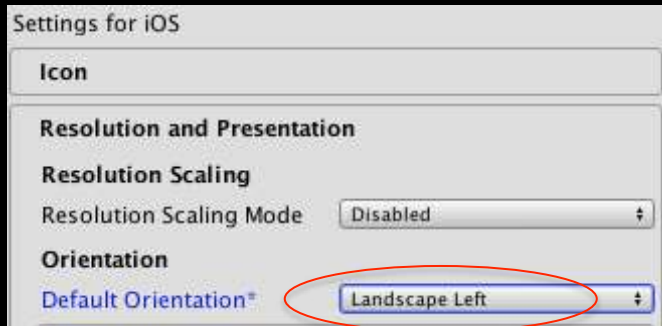 Settings for iOS
Icon
Resolution and Presentation
Resolution Scaling
Resolution Scaling Mode Disabled
Orientation
Default Orientation* Landscape Left